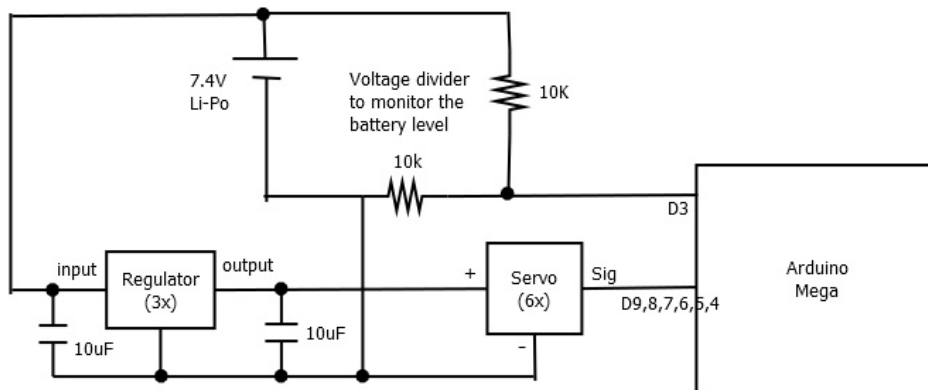 7.4V
Li-Po
Voltage divider
to monitor the
battery level
10K
10k
D3
input
Regulator
(3x)
output
+
Servo
(6x)
Sig
-
D9,8,7,6,5,4
Arduino
Mega
10uF
10uF